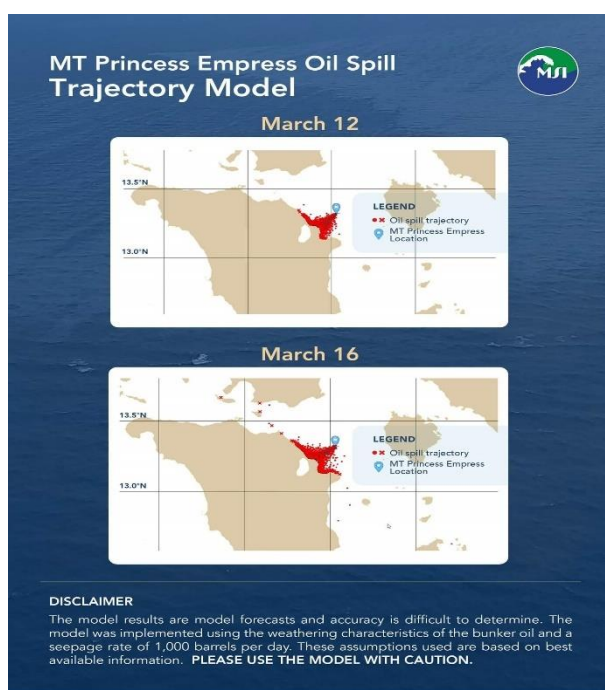 MT Princess Empress Oil Spill
Trajectory Model
MSI
March 12
13.5°N
LEGEND
Oil spill trajectory
MT Princess Empress
Location
13.0°N
March 16
13.5°N
LEGEND
Oil spill trajectory
MT Princess Empress
Location
13.0°N
DISCLAIMER
The model results are model forecasts and accuracy is difficult to determine. The
model was implemented using the weathering characteristics of the bunker oil and a
seepage rate of 1,000 barrels per day. These assumptions used are based on best
available information. PLEASE USE THE MODEL WITH CAUTION.